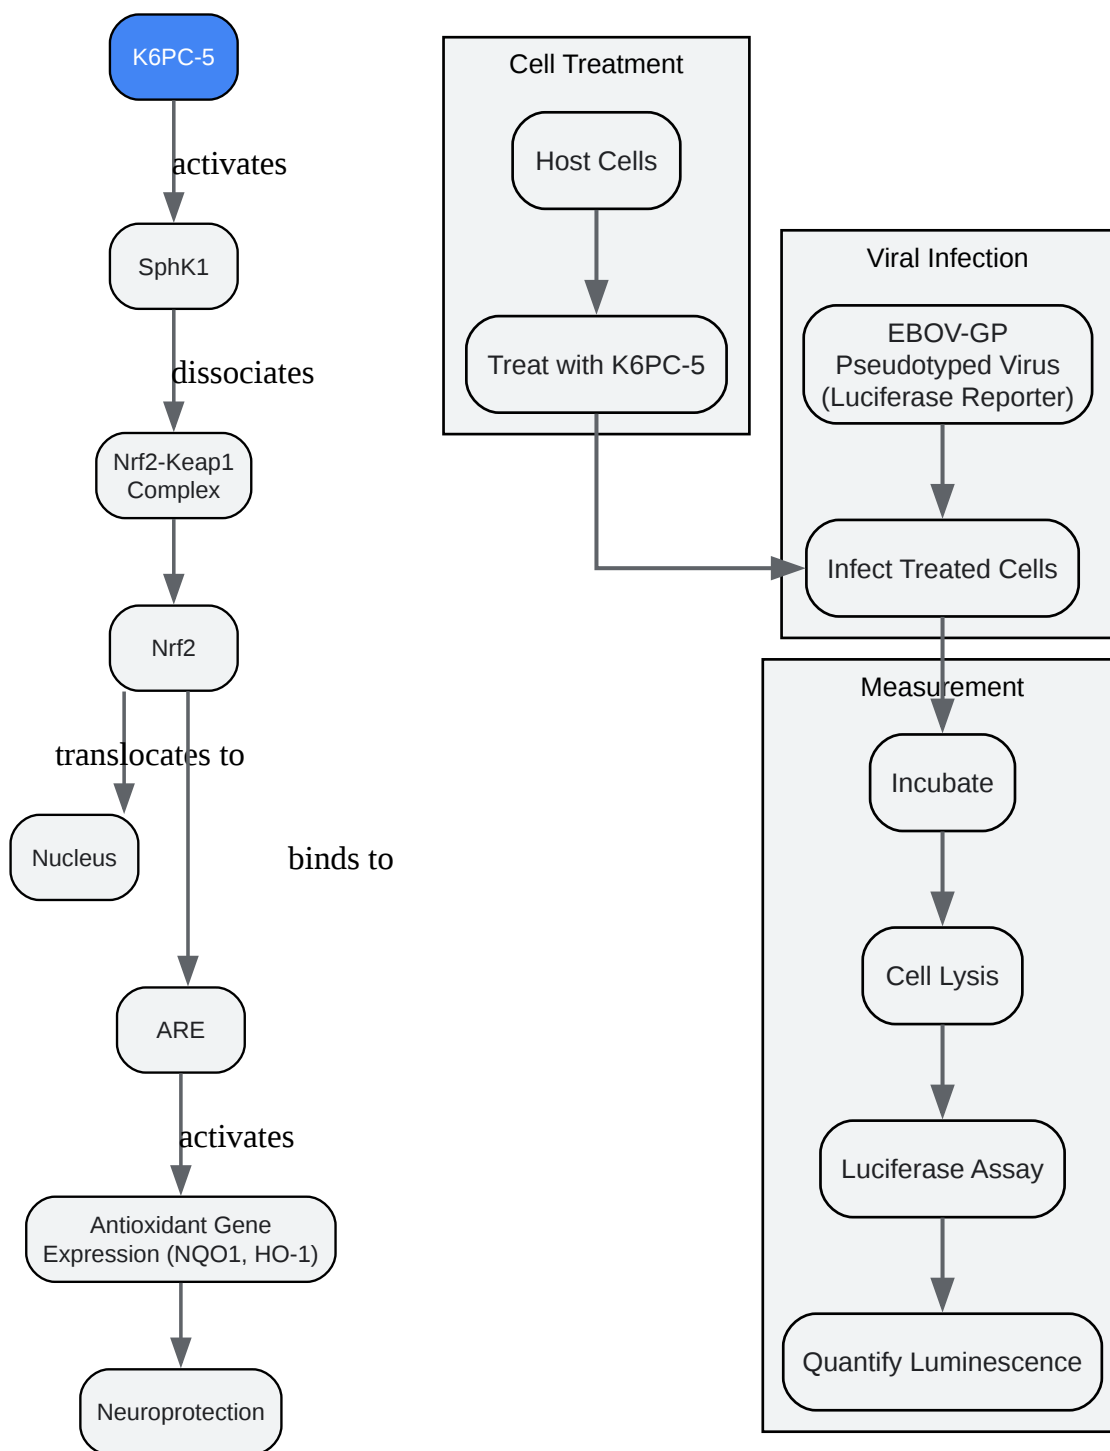 K6PC-5
activates
SphK1
dissociates
Nrf2-Keap1
Complex
Nrf2
translocates to
Nucleus
binds to
ARE
activates
Antioxidant Gene
Expression (NQO1, HO-1)
Neuroprotection
Cell Treatment
Host Cells
Treat with K6PC-5
Viral Infection
EBOV-GP
Pseudotyped Virus
(Luciferase Reporter)
Infect Treated Cells
Measurement
Incubate
Cell Lysis
Luciferase Assay
Quantify Luminescence